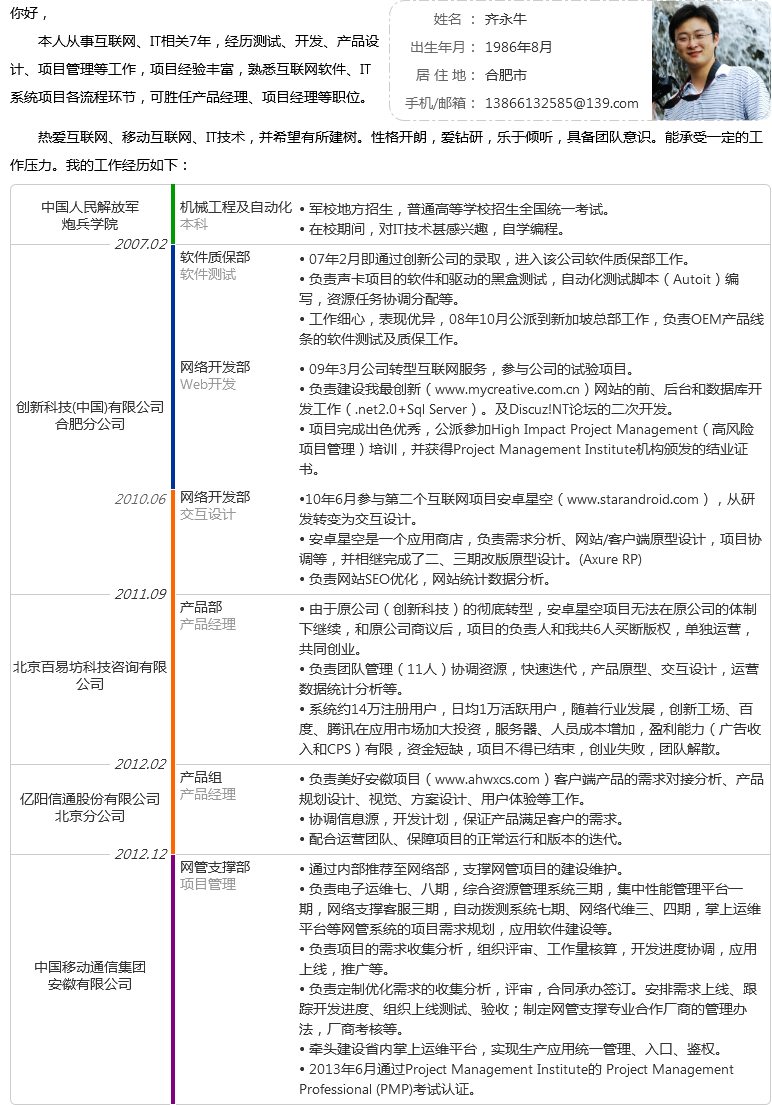 你好，
本人从事互联网、IT相关7年，经历测试、开发、产品设
计、项目管理等工作，项目经验丰富，熟悉互联网软件、IT
系统项目各流程环节，可胜任产品经理、项目经理等职位。
姓名 ： 齐永牛
出生年月： 1986年8月
居 住 地： 合肥市
手机/邮箱： 13866132585@139.com
热爱互联网、移动互联网、IT技术，并希望有所建树。性格开朗，爱钻研，乐于倾听，具备团队意识。能承受一定的工
作压力。我的工作经历如下：
中国人民解放军
炮兵学院
机械工程及自动化
本科
• 军校地方招生，普通高等学校招生全国统一考试。
• 在校期间，对IT技术甚感兴趣，自学编程。
2007.02
创新科技(中国)有限公司
合肥分公司
软件质保部
软件测试
• 07年2月即通过创新公司的录取，进入该公司软件质保部工作。
• 负责声卡项目的软件和驱动的黑盒测试，自动化测试脚本（Autoit）编
写，资源任务协调分配等。
• 工作细心，表现优异，08年10月公派到新加坡总部工作，负责OEM产品线
条的软件测试及质保工作。
网络开发部
Web开发
• 09年3月公司转型互联网服务，参与公司的试验项目。
• 负责建设我最创新（www.mycreative.com.cn）网站的前、后台和数据库开
发工作（.net2.0+Sql Server）。及Discuz!NT论坛的二次开发。
• 项目完成出色优秀，公派参加High Impact Project Management（高风险
项目管理）培训，并获得Project Management Institute机构颁发的结业证
书。
2010.06
网络开发部
交互设计
•10年6月参与第二个互联网项目安卓星空（www.starandroid.com），从研
发转变为交互设计。
• 安卓星空是一个应用商店，负责需求分析、网站/客户端原型设计，项目协
调等，并相继完成了二、三期改版原型设计。(Axure RP)
• 负责网站SEO优化，网站统计数据分析。
2011.09
北京百易坊科技咨询有限
公司
产品部
产品经理
• 由于原公司（创新科技）的彻底转型，安卓星空项目无法在原公司的体制
下继续，和原公司商议后，项目的负责人和我共6人买断版权，单独运营，
共同创业。
• 负责团队管理（11人）协调资源，快速迭代，产品原型、交互设计，运营
数据统计分析等。
• 系统约14万注册用户，日均1万活跃用户，随着行业发展，创新工场、百
度、腾讯在应用市场加大投资，服务器、人员成本增加，盈利能力（广告收
入和CPS）有限，资金短缺，项目不得已结束，创业失败，团队解散。
2012.02
亿阳信通股份有限公司
北京分公司
产品组
产品经理
• 负责美好安徽项目（www.ahwxcs.com）客户端产品的需求对接分析、产品
规划设计、视觉、方案设计、用户体验等工作。
• 协调信息源，开发计划，保证产品满足客户的需求。
• 配合运营团队、保障项目的正常运行和版本的迭代。
2012.12
中国移动通信集团
安徽有限公司
网管支撑部
项目管理
• 通过内部推荐至网络部，支撑网管项目的建设维护。
• 负责电子运维七、八期，综合资源管理系统三期，集中性能管理平台一
期，网络支撑客服三期，自动拨测系统七期、网络代维三、四期，掌上运维
平台等网管系统的项目需求规划，应用软件建设等。
• 负责项目的需求收集分析，组织评审、工作量核算，开发进度协调，应用
上线，推广等。
• 负责定制优化需求的收集分析，评审，合同承办签订。安排需求上线、跟
踪开发进度、组织上线测试、验收；制定网管支撑专业合作厂商的管理办
法，厂商考核等。
• 牵头建设省内掌上运维平台，实现生产应用统一管理、入口、鉴权。
• 2013年6月通过Project Management Institute的 Project Management
Professional (PMP)考试认证。